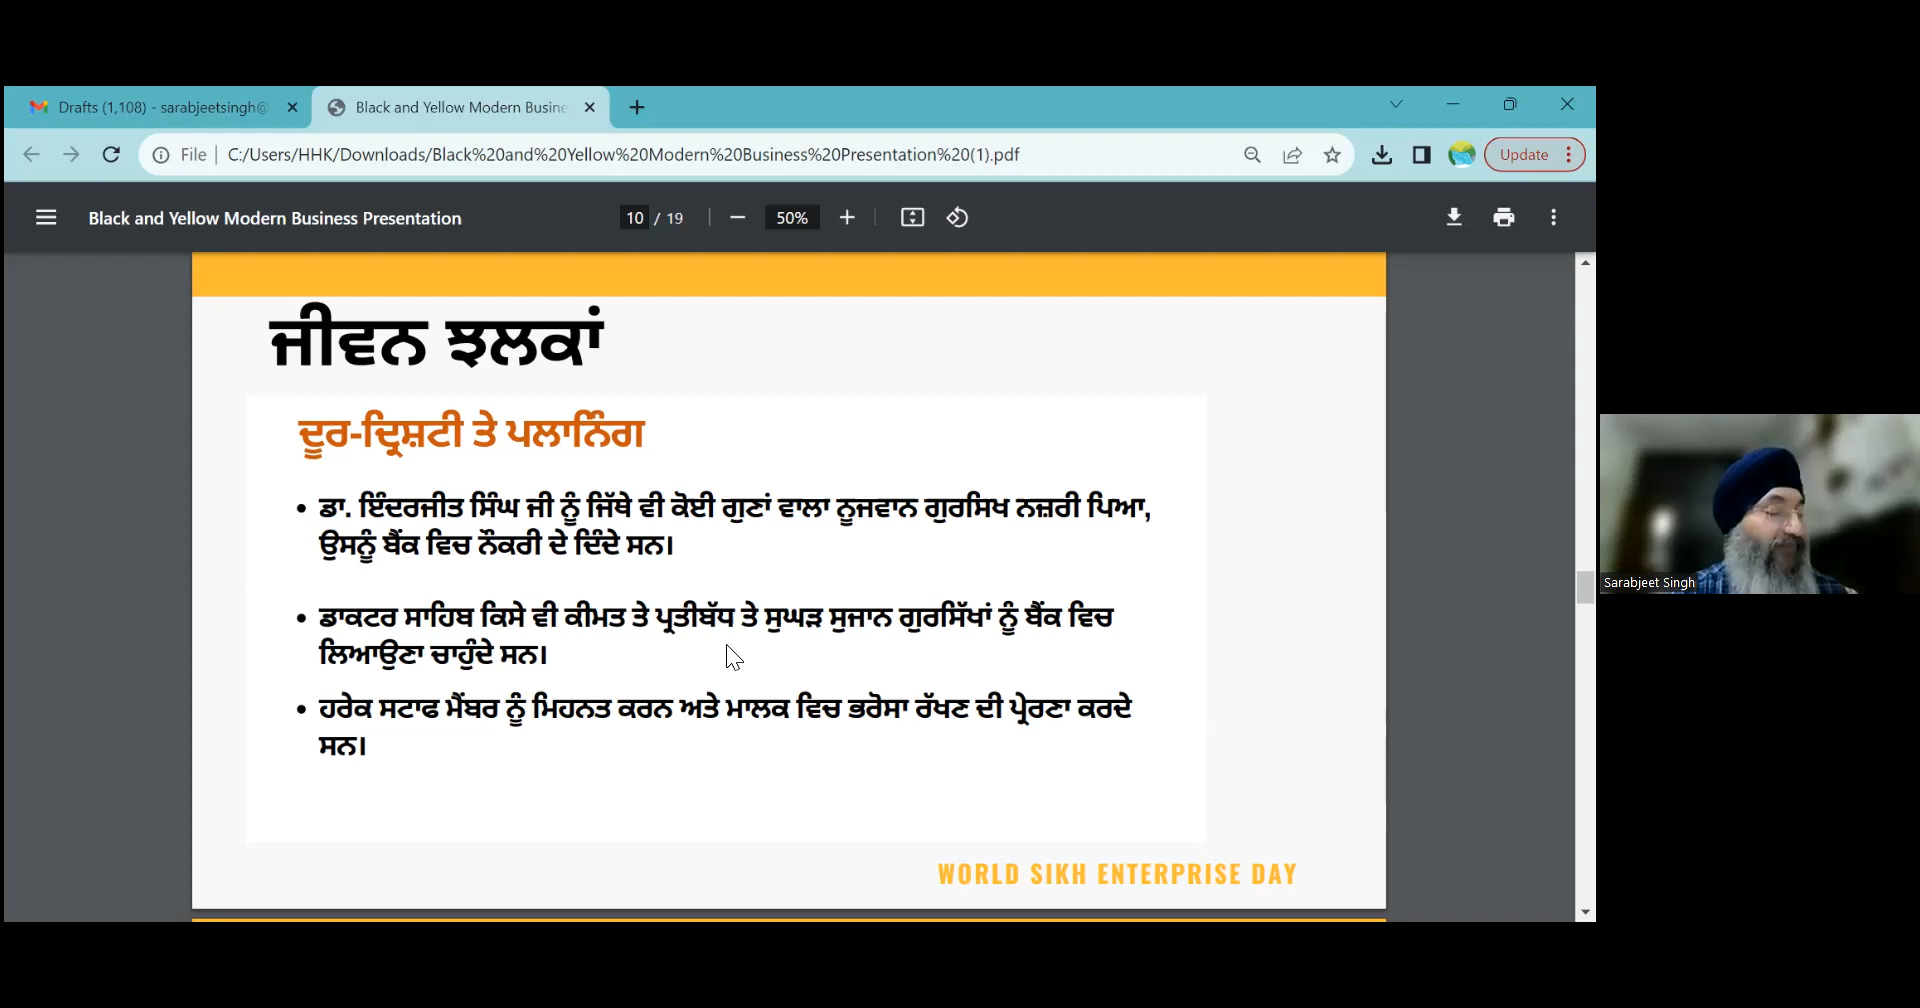 Drafts (1,108) - sarabjeetsingh@
Black and Yellow Modern Busine
File
C:/Users/HHK/Downloads/Black%20and%20Yellow%20Modern%20Business%20Presentation%20(1).pdf
Update
Black and Yellow Modern Business Presentation
10 / 19
50%
ਜੀਵਨ ਝਲਕਾਂ
ਦੂਰ-ਦ੍ਰਿਸ਼ਟੀ ਤੇ ਪਲਾਨਿੰਗ
• ਡਾ. ਇੰਦਰਜੀਤ ਸਿੰਘ ਜੀ ਨੂੰ ਜਿੱਥੇ ਵੀ ਕੋਈ ਗੁਣਾਂ ਵਾਲਾ ਨੂਜਵਾਨ ਗੁਰਸਿਖ ਨਜ਼ਰੀ ਪਿਆ,
ਉਸਨੂੰ ਬੈਂਕ ਵਿਚ ਨੌਕਰੀ ਦੇ ਦਿੰਦੇ ਸਨ।
• ਡਾਕਟਰ ਸਾਹਿਬ ਕਿਸੇ ਵੀ ਕੀਮਤ ਤੇ ਪ੍ਰਤੀਬੱਧ ਤੇ ਸੁਘੜ ਸੁਜਾਨ ਗੁਰਸਿੱਖਾਂ ਨੂੰ ਬੈਂਕ ਵਿਚ
ਲਿਆਉਣਾ ਚਾਹੁੰਦੇ ਸਨ।
• ਹਰੇਕ ਸਟਾਫ ਮੈਂਬਰ ਨੂੰ ਮਿਹਨਤ ਕਰਨ ਅਤੇ ਮਾਲਕ ਵਿਚ ਭਰੋਸਾ ਰੱਖਣ ਦੀ ਪ੍ਰੇਰਣਾ ਕਰਦੇ
ਸਨ।
WORLD SIKH ENTERPRISE DAY
Sarabjeet Singh